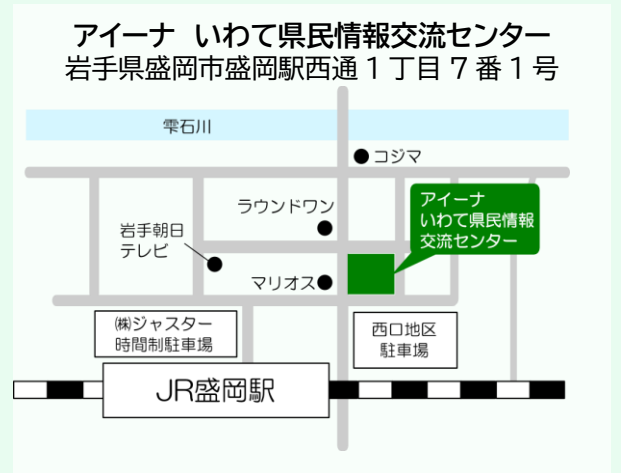 アイーナ いわて県民情報交流センター
岩手県盛岡市盛岡駅西通1丁目7番1号
雫石川
コジマ
ラウンドワン
アイーナ
いわて県民情報
交流センター
岩手朝日
テレビ
マリオス
㈱ジャスター
時間制駐車場
西口地区
駐車場
JR盛岡駅